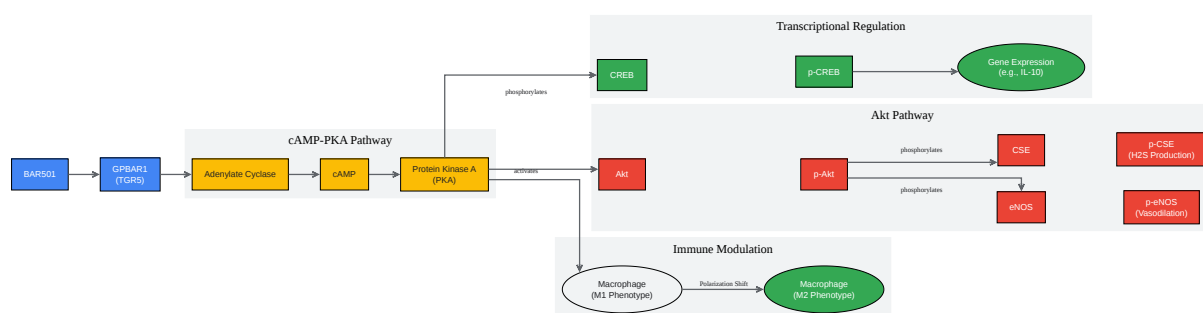 Transcriptional Regulation
CREB
p-CREB
Gene Expression
(e.g., IL-10)
phosphorylates
Akt Pathway
cAMP-PKA Pathway
BAR501
GPBAR1
(TGR5)
Adenylate Cyclase
cAMP
Protein Kinase A
(PKA)
activates
Akt
p-Akt
phosphorylates
CSE
p-CSE
(H2S Production)
phosphorylates
eNOS
p-eNOS
(Vasodilation)
Immune Modulation
Macrophage
(M1 Phenotype)
Polarization Shift
Macrophage
(M2 Phenotype)